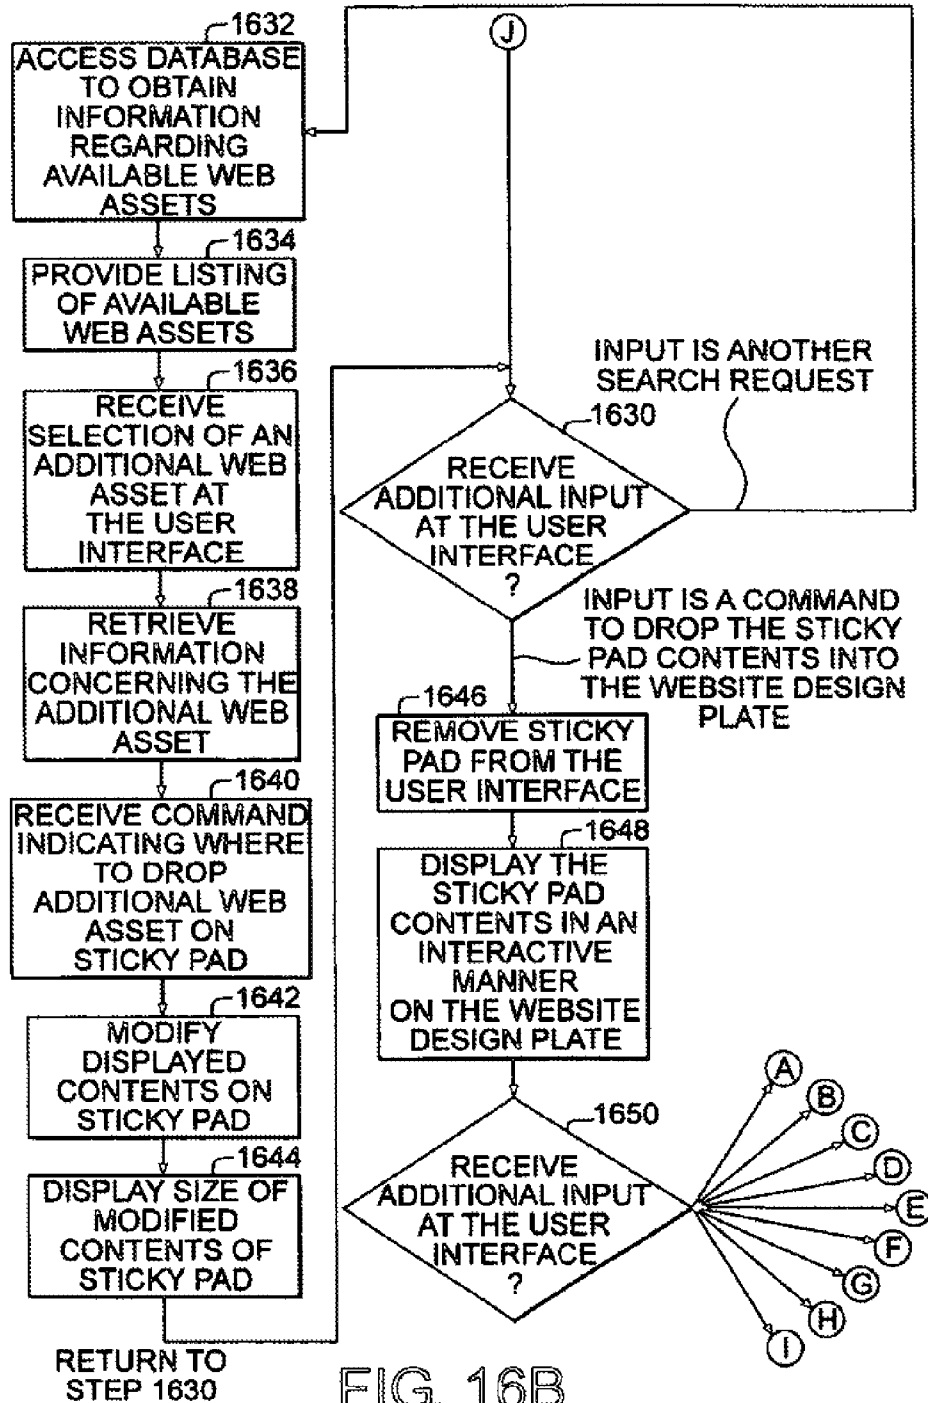 1632
ACCESS DATABASE
TO OBTAIN
INFORMATION
REGARDING
AVAILABLE WEB
ASSETS
1634
PROVIDE LISTING
OF AVAILABLE
WEB ASSETS
1636
RECEIVE
SELECTION OF AN
ADDITIONAL WEB
ASSET AT
THE USER
INTERFACE
1638
RETRIEVE
INFORMATION
CONCERNING THE
ADDITIONAL WEB
ASSET
1640
RECEIVE COMMAND
INDICATING WHERE
TO DROP
ADDITIONAL WEB
ASSET ON
STICKY PAD
1642
MODIFY
DISPLAYED
CONTENTS ON
STICKY PAD
1644
DISPLAY SIZE OF
MODIFIED
CONTENTS OF
STICKY PAD
RETURN TO
STEP 1630
J
INPUT IS ANOTHER
SEARCH REQUEST
1630
RECEIVE
ADDITIONAL INPUT
AT THE USER
INTERFACE
?
INPUT IS A COMMAND
TO DROP THE STICKY
PAD CONTENTS INTO
THE WEBSITE DESIGN
PLATE
1646
REMOVE STICKY
PAD FROM THE
USER INTERFACE
1648
DISPLAY THE
STICKY PAD
CONTENTS IN AN
INTERACTIVE
MANNER
ON THE WEBSITE
DESIGN PLATE
1650
RECEIVE
ADDITIONAL INPUT
AT THE USER
INTERFACE
?
A
B
C
D
E
F
G
H
I
FIG. 16B